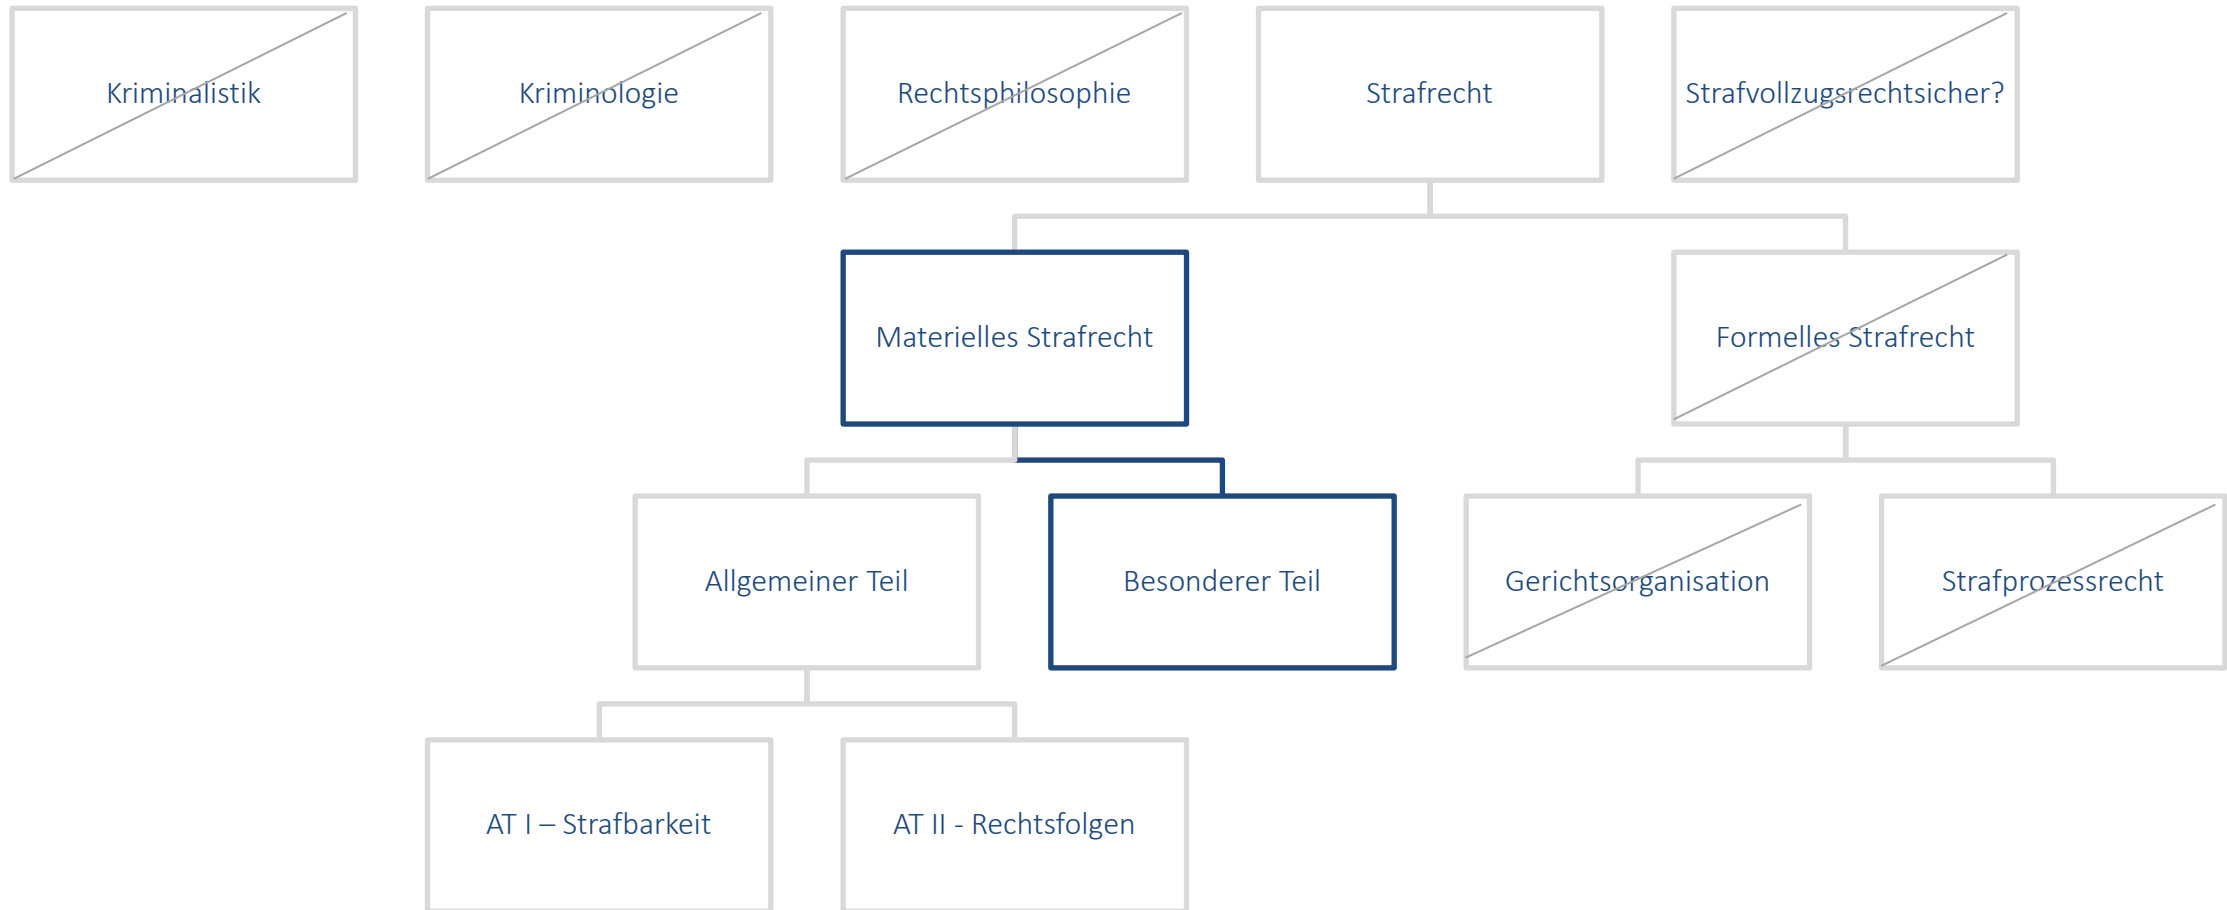 Kriminalistik
Kriminologie
Rechtsphilosophie
Strafrecht
Strafvollzugsrechtsicher?
Materielles Strafrecht
Formelles Strafrecht
Allgemeiner Teil
Besonderer Teil
Gerichtsorganisation
Strafprozessrecht
AT I – Strafbarkeit
AT II - Rechtsfolgen